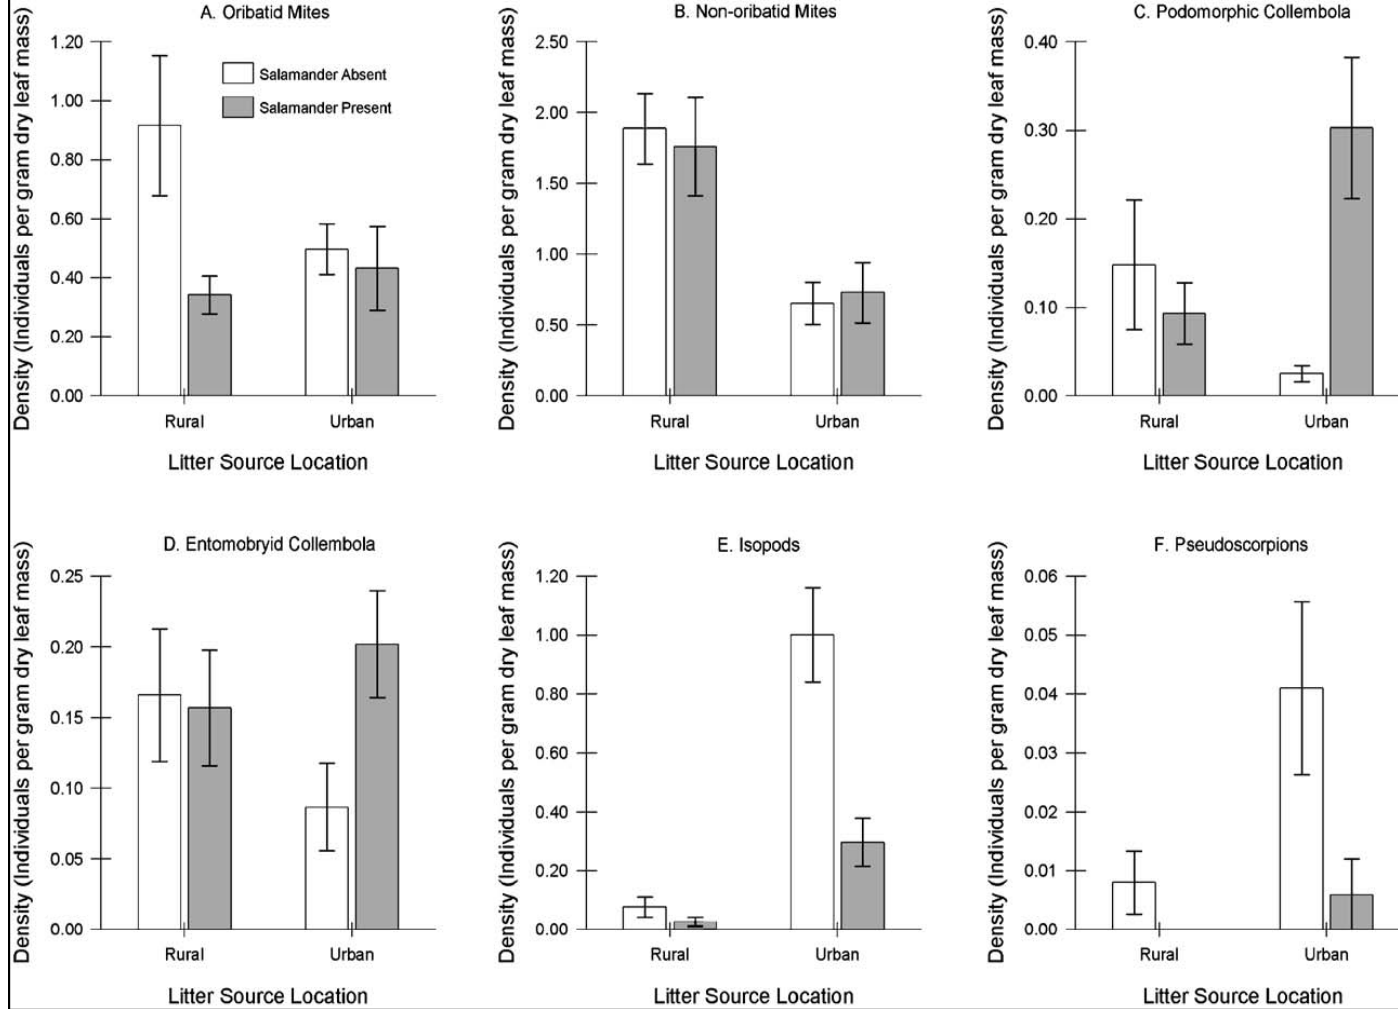 A. Oribatid Mites
Density (Individuals per gram dry leaf mass)
1.20
1.00
0.80
0.60
0.40
0.20
0.00
Salamander Absent
Salamander Present
Rural
Urban
Litter Source Location
B. Non-oribatid Mites
Density (Individuals per gram dry leaf mass)
2.50
2.00
1.50
1.00
0.50
0.00
Rural
Urban
Litter Source Location
C. Podomorphic Collembola
Density (Individuals per gram dry leaf mass)
0.40
0.30
0.20
0.10
0.00
Rural
Urban
Litter Source Location
D. Entomobryid Collembola
Density (Individuals per gram dry leaf mass)
0.25
0.20
0.15
0.10
0.05
0.00
Rural
Urban
Litter Source Location
E. Isopods
Density (Individuals per gram dry leaf mass)
1.20
1.00
0.80
0.60
0.40
0.20
0.00
Rural
Urban
Litter Source Location
F. Pseudoscorpions
Density (Individuals per gram dry leaf mass)
0.06
0.05
0.04
0.03
0.02
0.01
0.00
Rural
Urban
Litter Source Location